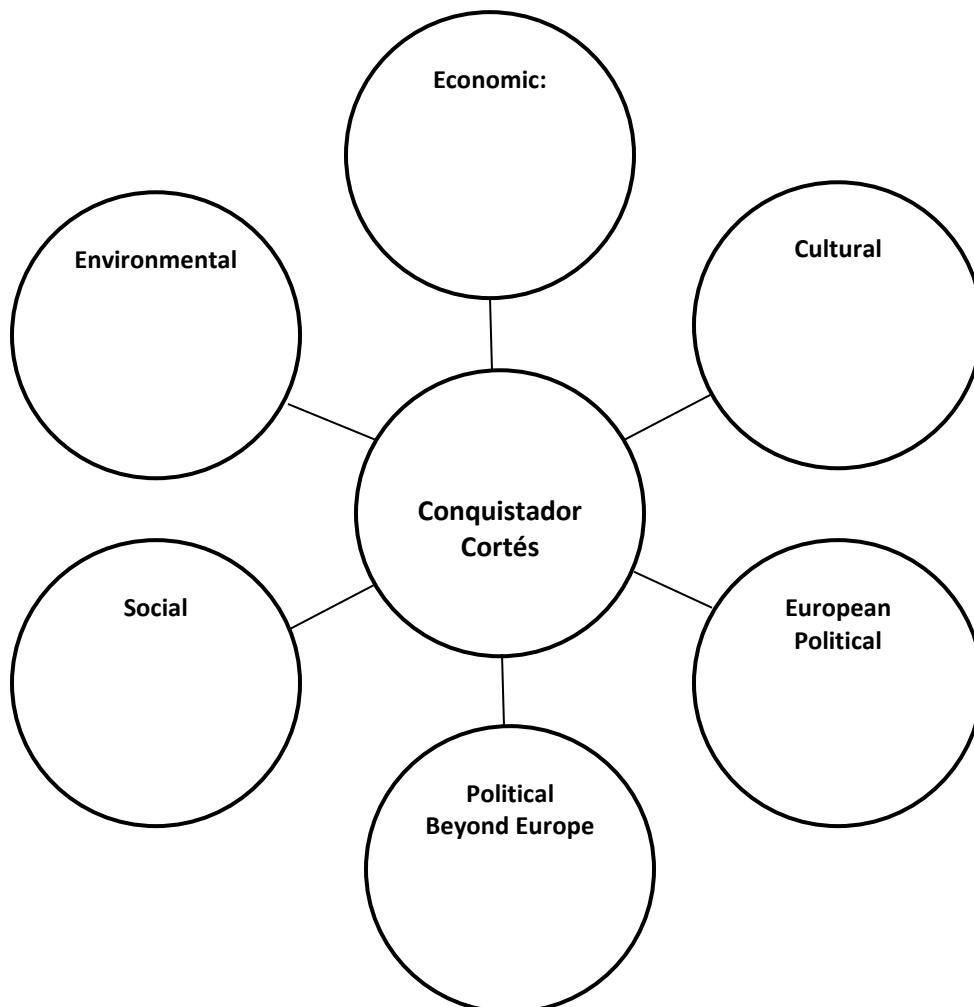 Economic:
Environmental
Cultural
Conquistador
Cortés
Social
European
Political
Political
Beyond Europe